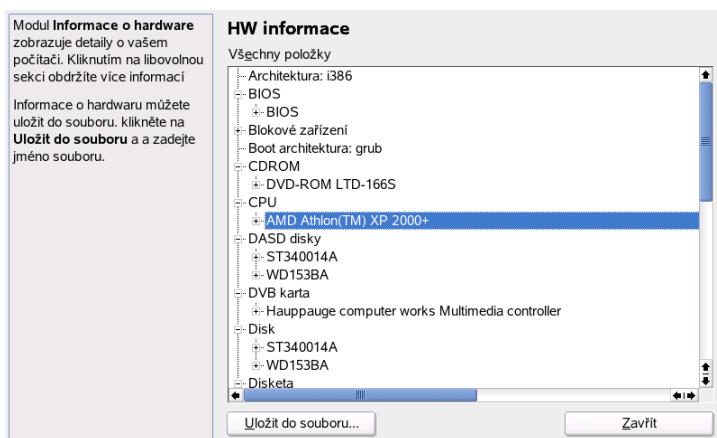 Modul Informace o hardware
zobrazuje detaily o vašem
počítači. Kliknutím na libovolnou
sekci obdržíte více informací
Informace o hardwaru můžete
uložit do souboru. klikněte na
Uložit do souboru a a zadejte
jméno souboru.
HW informace
Všechny položky
Architektura: i386
BIOS
BIOS
Blokové zařízení
Boot architektura: grub
CDROM
DVD-ROM LTD-166S
CPU
AMD Athlon(TM) XP 2000+
DASD disky
ST340014A
WD153BA
DVB karta
Hauppauge computer works Multimedia controller
Disk
ST340014A
WD153BA
Disketa
Uložit do souboru...
Zavřít